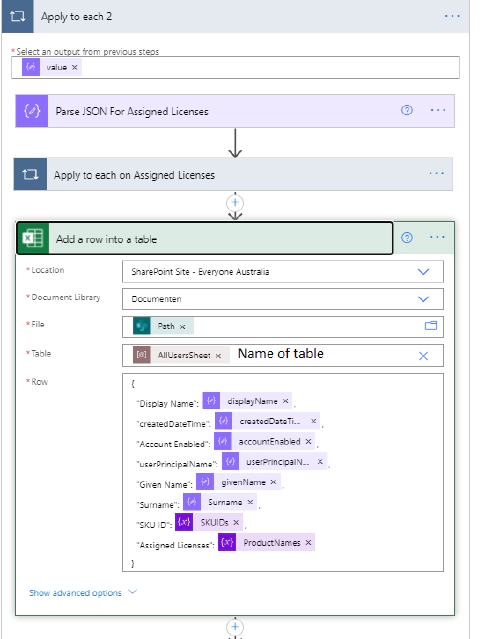 Apply to each 2
* Select an output from previous steps
value ×
Parse JSON For Assigned Licenses
Apply to each on Assigned Licenses
Add a row into a table
* Location
SharePoint Site - Everyone Australia
* Document Library
Documenten
* File
Path ×
* Table
AllUsersSheet × Name of table
* Row
{
"Display Name": displayName × ,
"createdDateTime": createdDateTi... × ,
"Account Enabled": accountEnabled × ,
"userPrincipalName": userPrincipalN... × ,
"Given Name": givenName × ,
"Surname": Surname × ,
"SKU ID": SKUIDs × ,
"Assigned Licenses": ProductNames ×
}
Show advanced options